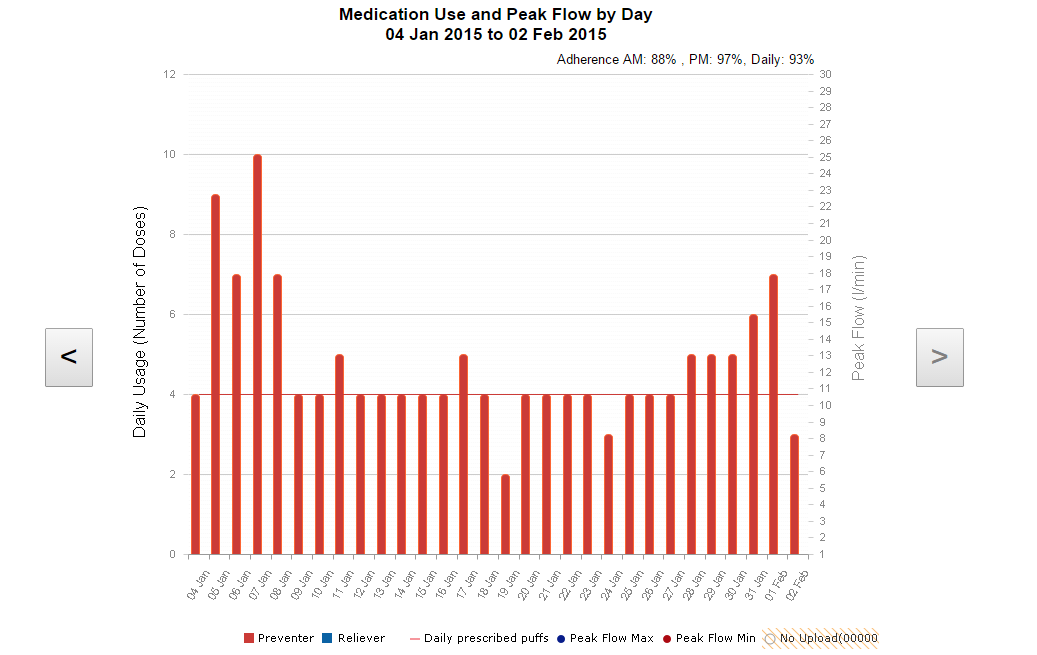 Medication Use and Peak Flow by Day
04 Jan 2015 to 02 Feb 2015
Adherence AM: 88% , PM: 97%, Daily: 93%
12
10
8
6
4
2
0
Daily Usage (Number of Doses)
30
29
28
27
26
25
24
23
22
21
20
19
18
17
16
15
14
13
12
11
10
9
8
7
6
5
4
3
2
1
Peak Flow (l/min)
<
>
04 Jan
05 Jan
06 Jan
07 Jan
08 Jan
09 Jan
10 Jan
11 Jan
12 Jan
13 Jan
14 Jan
15 Jan
16 Jan
17 Jan
18 Jan
19 Jan
20 Jan
21 Jan
22 Jan
23 Jan
24 Jan
25 Jan
26 Jan
27 Jan
28 Jan
29 Jan
30 Jan
31 Jan
01 Feb
02 Feb
Preventer Reliever Daily prescribed puffs Peak Flow Max Peak Flow Min No Upload(00000